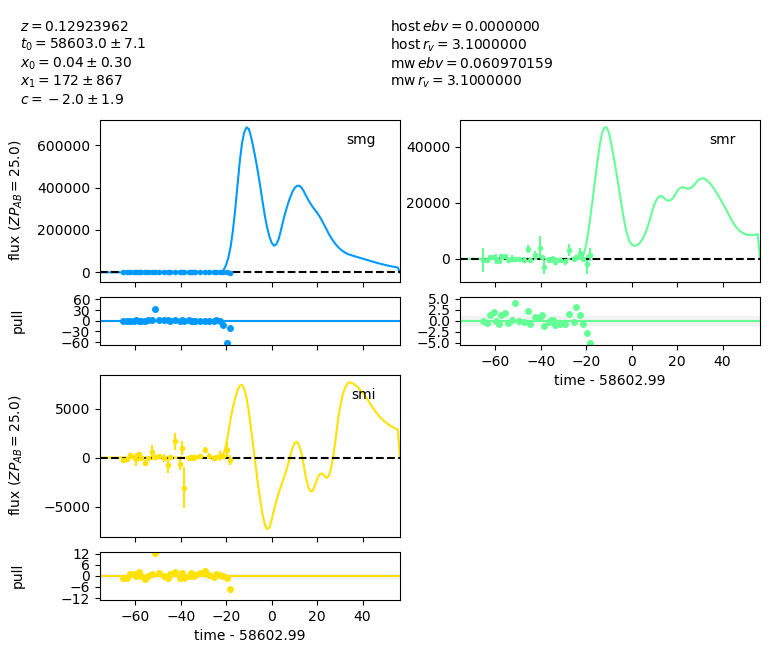 z = 0.12923962
t0 = 58603.0 ± 7.1
x0 = 0.04 ± 0.30
x1 = 172 ± 867
c = −2.0 ± 1.9
host ebv = 0.0000000
host rv = 3.1000000
mw ebv = 0.060970159
mw rv = 3.1000000
flux (ZPAB = 25.0)
600000
400000
200000
0
smg
40000
20000
0
smr
pull
60
30
0
−30
−60
5.0
2.5
0.0
−2.5
−5.0
−60 −40 −20 0 20 40
time - 58602.99
flux (ZPAB = 25.0)
5000
0
−5000
smi
pull
12
6
0
−6
−12
−60 −40 −20 0 20 40
time - 58602.99